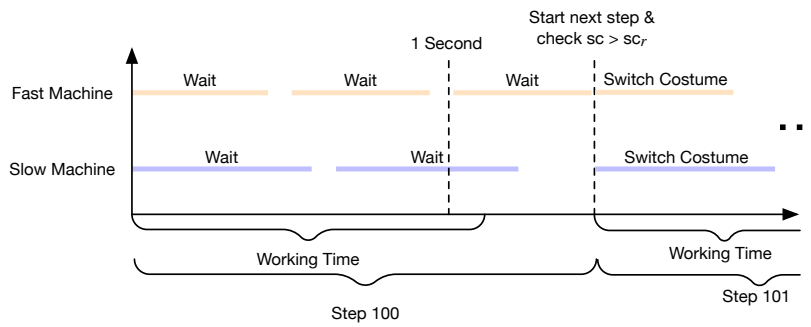 Start next step &
check sc > scᵣ
1 Second
Wait
Wait
Wait
Switch Costume
Fast Machine
Wait
Wait
Switch Costume
Slow Machine
Working Time
Working Time
Step 101
Step 100